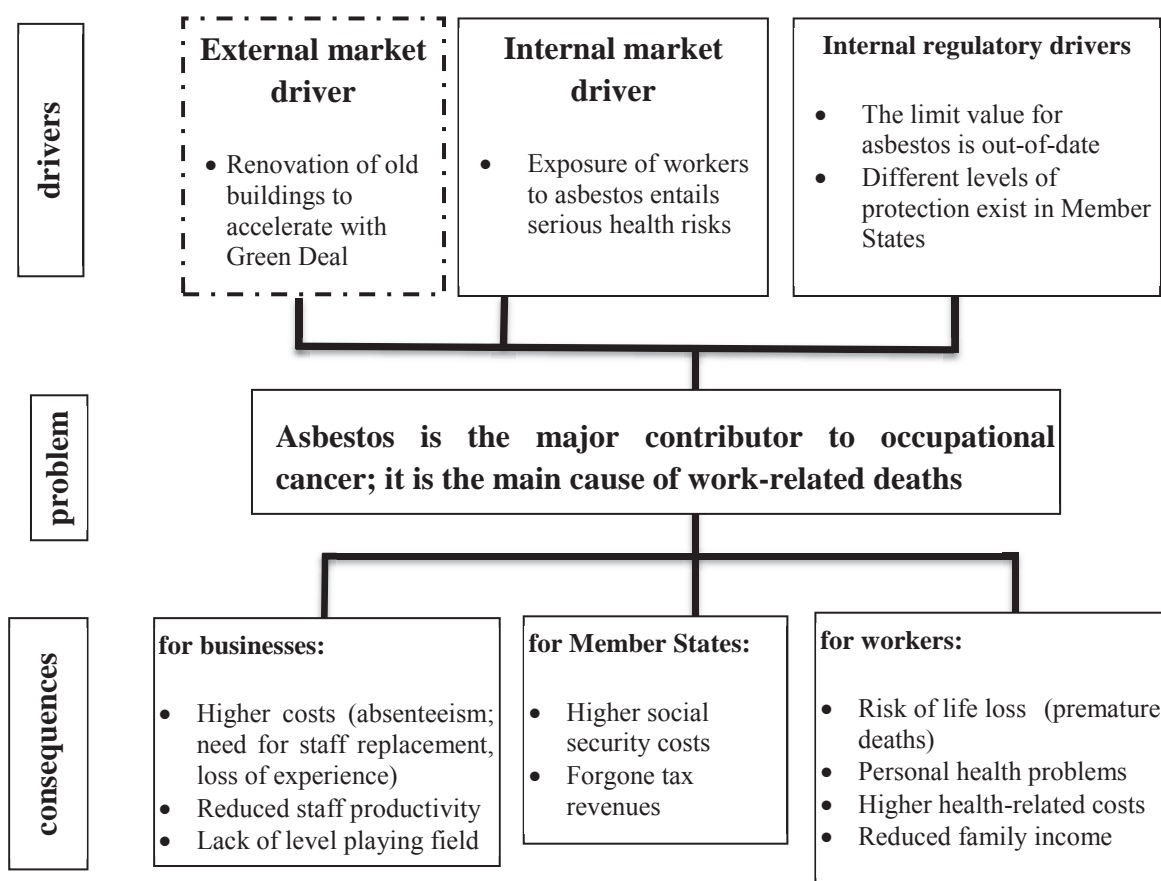 drivers
External market
driver
• Renovation of old
buildings to
accelerate with
Green Deal
Internal market
driver
• Exposure of workers
to asbestos entails
serious health risks
Internal regulatory drivers
• The limit value for
asbestos is out-of-date
• Different levels of
protection exist in Member
States
problem
Asbestos is the major contributor to occupational
cancer; it is the main cause of work-related deaths
consequences
for businesses:
• Higher costs (absenteeism;
need for staff replacement,
loss of experience)
• Reduced staff productivity
• Lack of level playing field
for Member States:
• Higher social
security costs
• Forgone tax
revenues
for workers:
• Risk of life loss (premature
deaths)
• Personal health problems
• Higher health-related costs
• Reduced family income